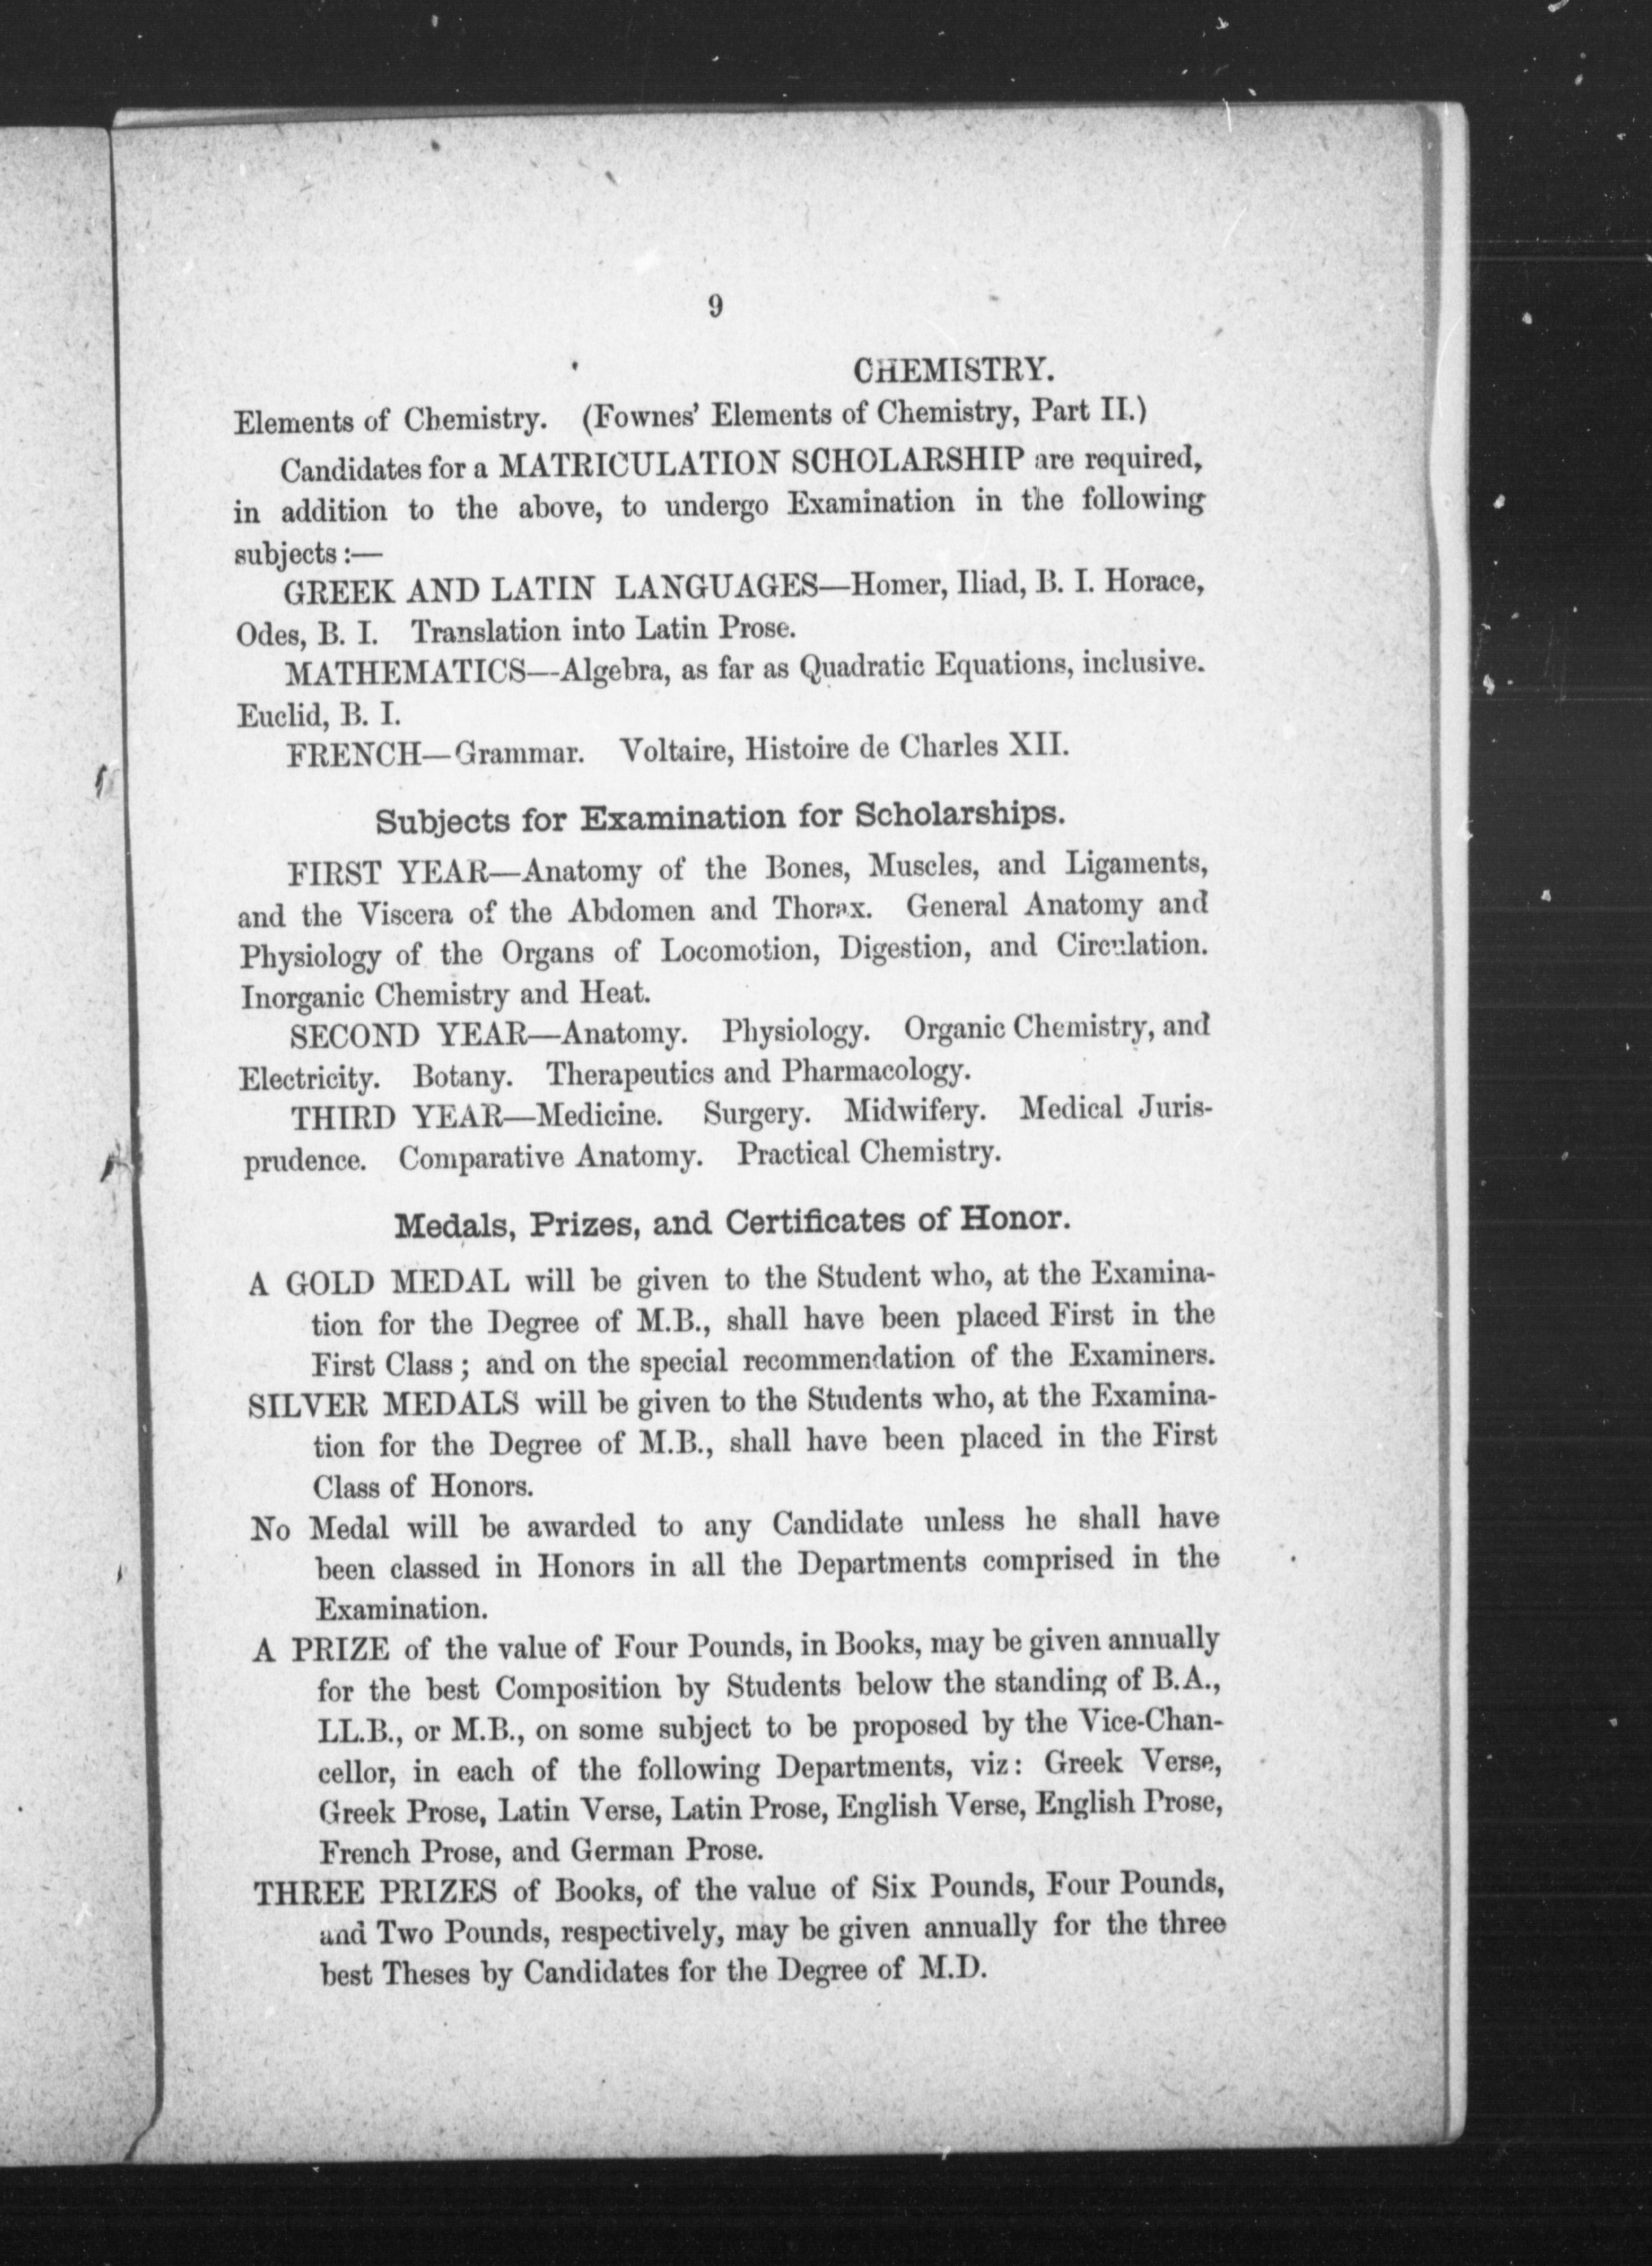 9
CHEMISTRY.
Elements of Chemistry. (Fownes' Elements of Chemistry, Part II.)
Candidates for a MATRICULATION SCHOLARSHIP are required,
in addition to the above, to undergo Examination in the following
subjects :—
GREEK AND LATIN LANGUAGES—Homer, Iliad, B. I. Horace,
Odes, B. I. Translation into Latin Prose.
MATHEMATICS—Algebra, as far as Quadratic Equations, inclusive.
Euclid, B. I.
FRENCH—Grammar. Voltaire, Histoire de Charles XII.
Subjects for Examination for Scholarships.
FIRST YEAR—Anatomy of the Bones, Muscles, and Ligaments,
and the Viscera of the Abdomen and Thorax. General Anatomy and
Physiology of the Organs of Locomotion, Digestion, and Circulation.
Inorganic Chemistry and Heat.
SECOND YEAR—Anatomy. Physiology. Organic Chemistry, and
Electricity. Botany. Therapeutics and Pharmacology.
THIRD YEAR—Medicine. Surgery. Midwifery. Medical Juris-
prudence. Comparative Anatomy. Practical Chemistry.
Medals, Prizes, and Certificates of Honor.
A GOLD MEDAL will be given to the Student who, at the Examina-
tion for the Degree of M.B., shall have been placed First in the
First Class ; and on the special recommendation of the Examiners.
SILVER MEDALS will be given to the Students who, at the Examina-
tion for the Degree of M.B., shall have been placed in the First
Class of Honors.
No Medal will be awarded to any Candidate unless he shall have
been classed in Honors in all the Departments comprised in the
Examination.
A PRIZE of the value of Four Pounds, in Books, may be given annually
for the best Composition by Students below the standing of B.A.,
LL.B., or M.B., on some subject to be proposed by the Vice-Chan-
cellor, in each of the following Departments, viz: Greek Verse,
Greek Prose, Latin Verse, Latin Prose, English Verse, English Prose,
French Prose, and German Prose.
THREE PRIZES of Books, of the value of Six Pounds, Four Pounds,
and Two Pounds, respectively, may be given annually for the three
best Theses by Candidates for the Degree of M.D.